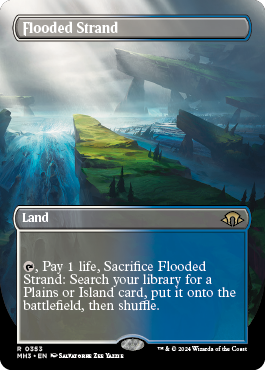 Flooded Strand
Land
, Pay 1 life, Sacrifice Flooded
Strand: Search your library for a
Plains or Island card, put it onto the
battlefield, then shuffle.
R 0353
MH3 • EN Salvatorre Zee Yazzie
™ & © 2024 Wizards of the Coast